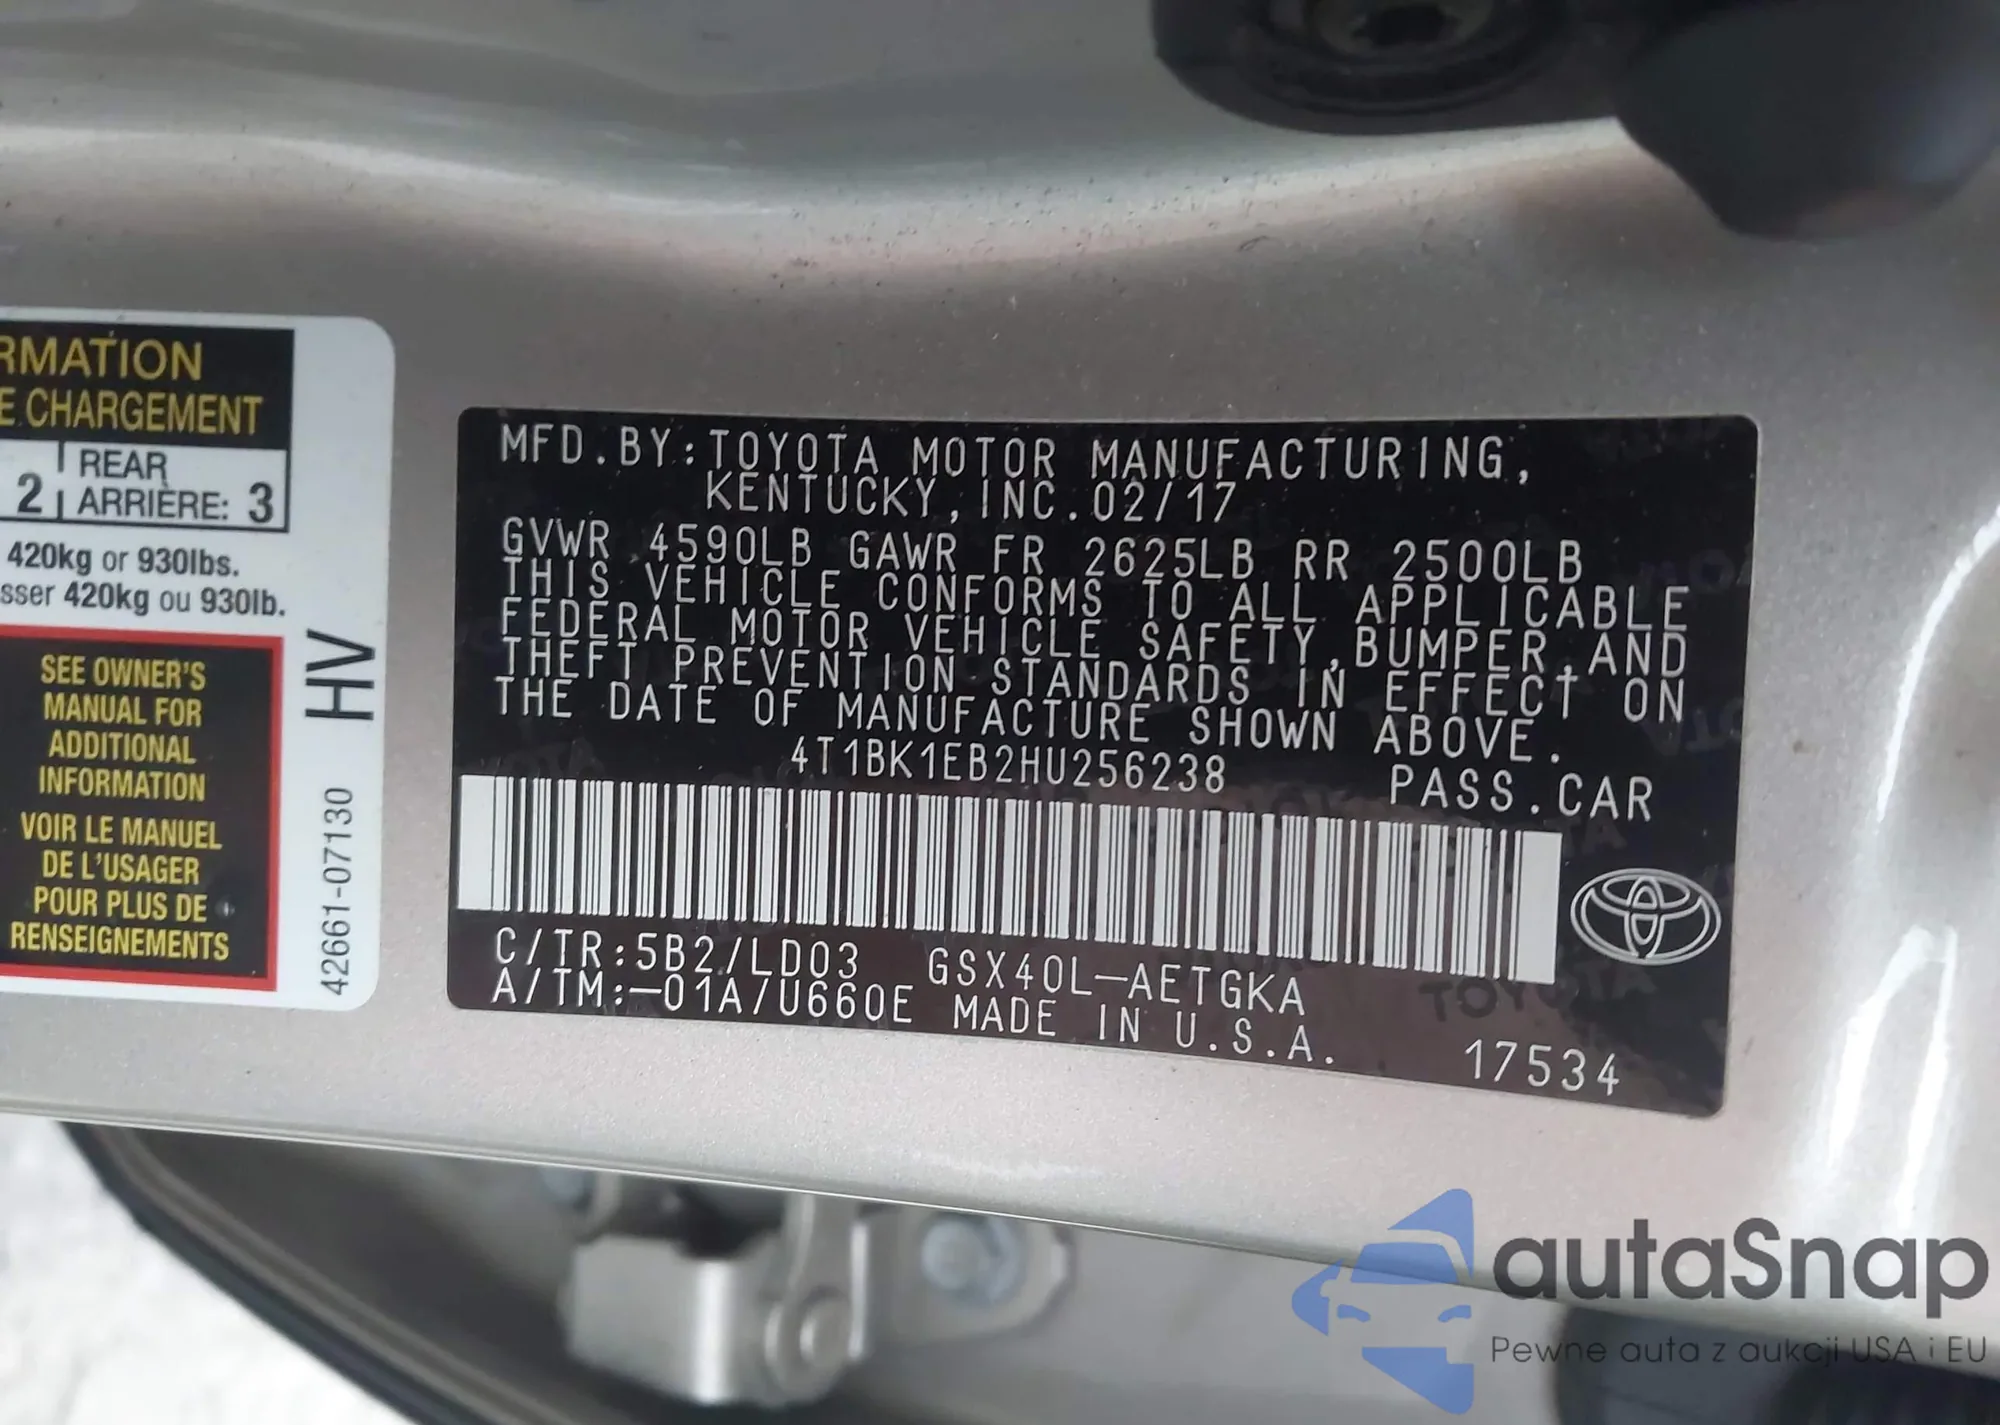 RMATION
E CHARGEMENT
2 REAR
ARRIÈRE: 3
420kg or 930lbs.
sser 420kg ou 930lb.
SEE OWNER'S
MANUAL FOR
ADDITIONAL
INFORMATION
VOIR LE MANUEL
DE L'USAGER
POUR PLUS DE
RENSEIGNEMENTS
HV
42661-07130
MFD.BY:TOYOTA MOTOR MANUFACTURING,
KENTUCKY,INC.02/17
GVWR 4590LB GAWR FR 2625LB RR 2500LB
THIS VEHICLE CONFORMS TO ALL APPLICABLE
FEDERAL MOTOR VEHICLE SAFETY,BUMPER,AND
THEFT PREVENTION STANDARDS IN EFFECT ON
THE DATE OF MANUFACTURE SHOWN ABOVE.
4T1BK1EB2HU256238 PASS.CAR
C/TR:5B2/LD03 GSX40L-AETGKA
A/TM:-01A/U660E MADE IN U.S.A.
17534
autaSnap
Pewne auta z aukcji USA i EU